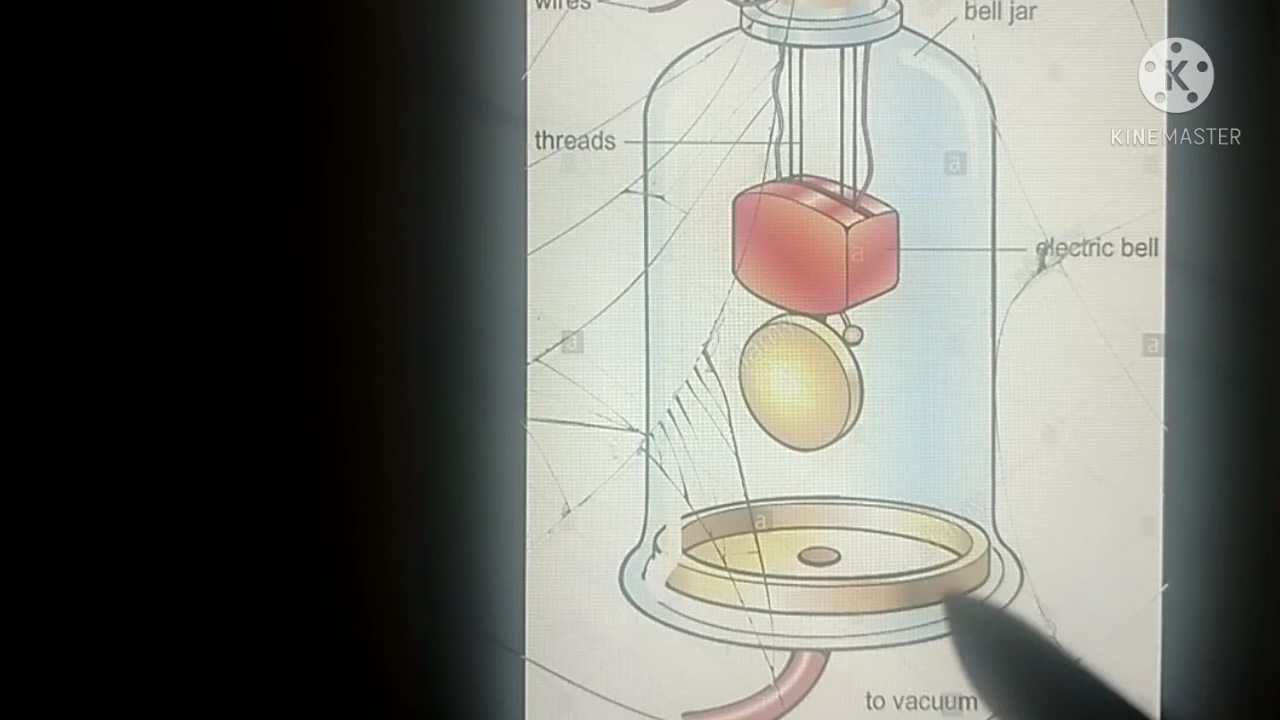 wires
bell jar
K
KINEMASTER
threads
a
a
electric bell
a
a
a
a
to vacuum